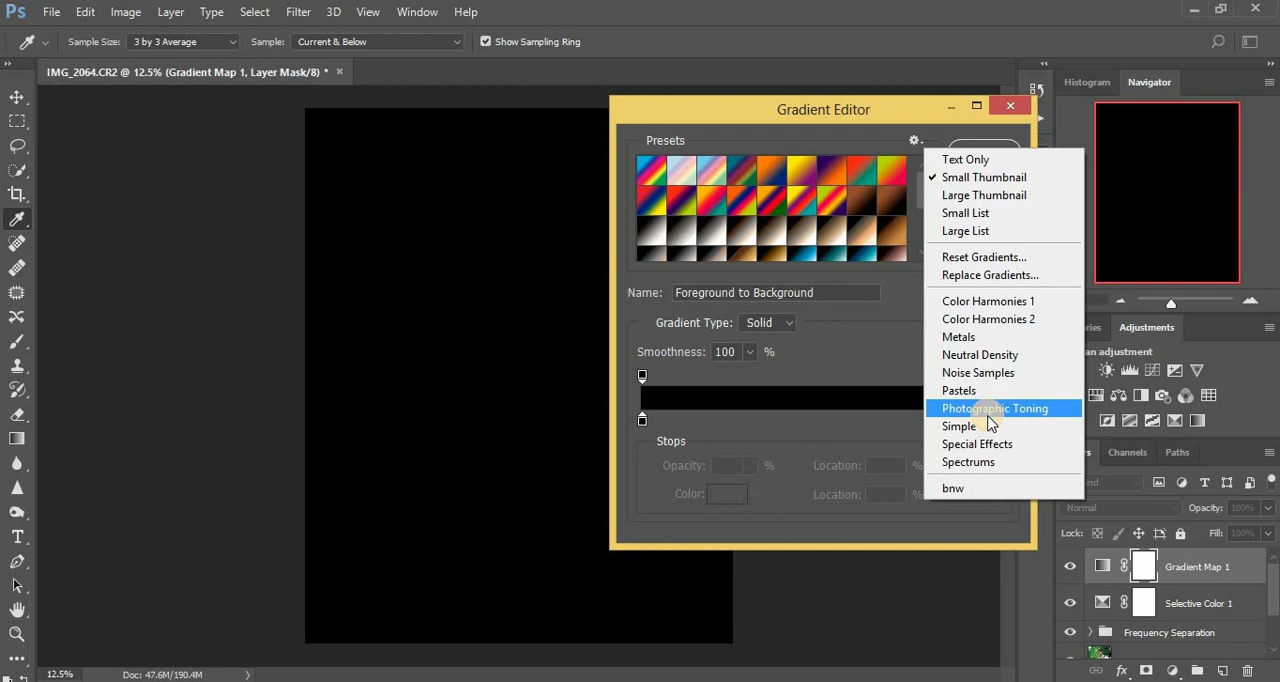 Ps File Edit Image Layer Type Select Filter 3D View Window Help
Sample Size: 3 by 3 Average Sample: Current & Below Show Sampling Ring
IMG_2064.CR2 @ 12.5% (Gradient Map 1, Layer Mask/8) * ×
Histogram Navigator
Gradient Editor
Presets
Text Only
Small Thumbnail
Large Thumbnail
Small List
Large List
Reset Gradients...
Replace Gradients...
Color Harmonies 1
Color Harmonies 2
Metals
Neutral Density
Noise Samples
Pastels
Photographic Toning
Simple
Special Effects
Spectrums
bnw
Name: Foreground to Background
Gradient Type: Solid
Smoothness: 100 %
Stops
Opacity: % Location: %
Color: Location: %
Adjustments
an adjustment
Channels Paths
Normal Opacity: 100%
Lock: Fill: 100%
Gradient Map 1
Selective Color 1
Frequency Separation
12.5% Doc: 47.6M/190.4M